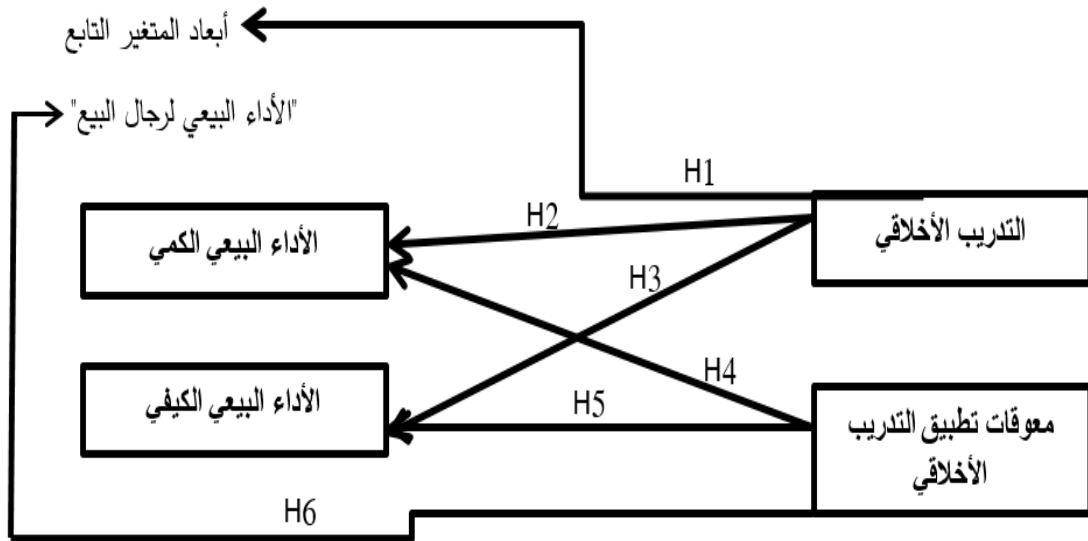 أبعاد المتغير التابع
"الأداء البيعي لرجال البيع"
H1
التدريب الأخلاقي
H2
الأداء البيعي الكمي
H3
H4
الأداء البيعي الكيفي
H5
معوقات تطبيق التدريب
الأخلاقي
H6